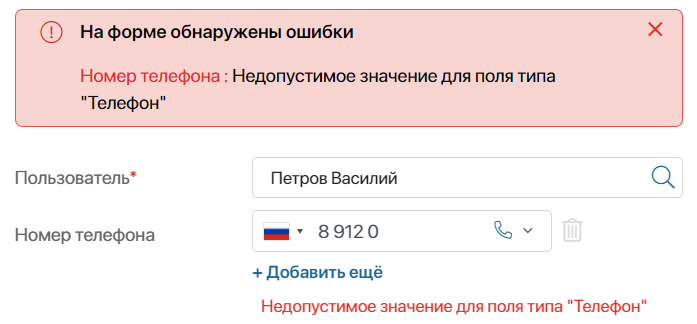 На форме обнаружены ошибки
Номер телефона : Недопустимое значение для поля типа
"Телефон"
Пользователь*
Петров Василий
Номер телефона
8 912 0
+ Добавить ещё
Недопустимое значение для поля типа "Телефон"